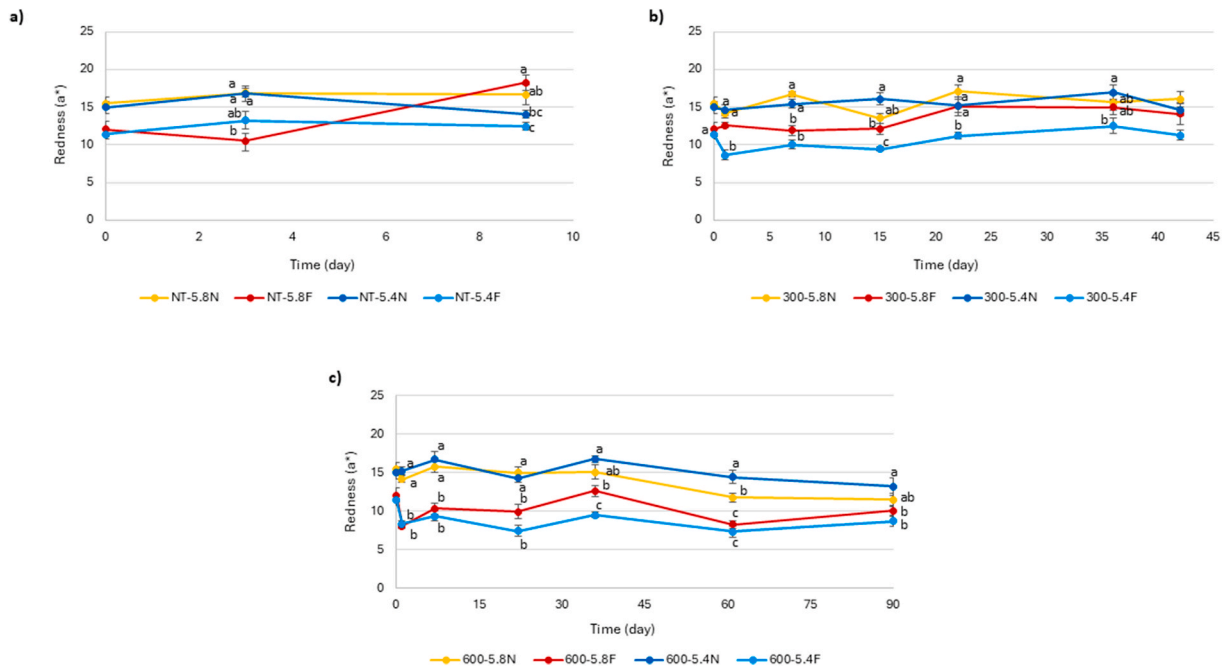 a)
25
20
15
10
5
0
Redness (a*)
a
a
a
ab
b
a
ab
bc
c
0 2 4 6 8 10
Time (day)
NT-5.8N NT-5.8F NT-5.4N NT-5.4F
b)
25
20
15
10
5
0
Redness (a*)
a
a
a
b
a
a
b
b
a
ab
b
c
a
a
a
b
a
ab
ab
b
0 5 10 15 20 25 30 35 40 45
Time (day)
300-5.8N 300-5.8F 300-5.4N 300-5.4F
c)
25
20
15
10
5
0
Redness (a*)
a
a
b
b
a
a
b
b
a
a
b
b
a
ab
b
c
a
b
c
c
a
ab
b
b
0 15 30 45 60 75 90
Time (day)
600-5.8N 600-5.8F 600-5.4N 600-5.4F